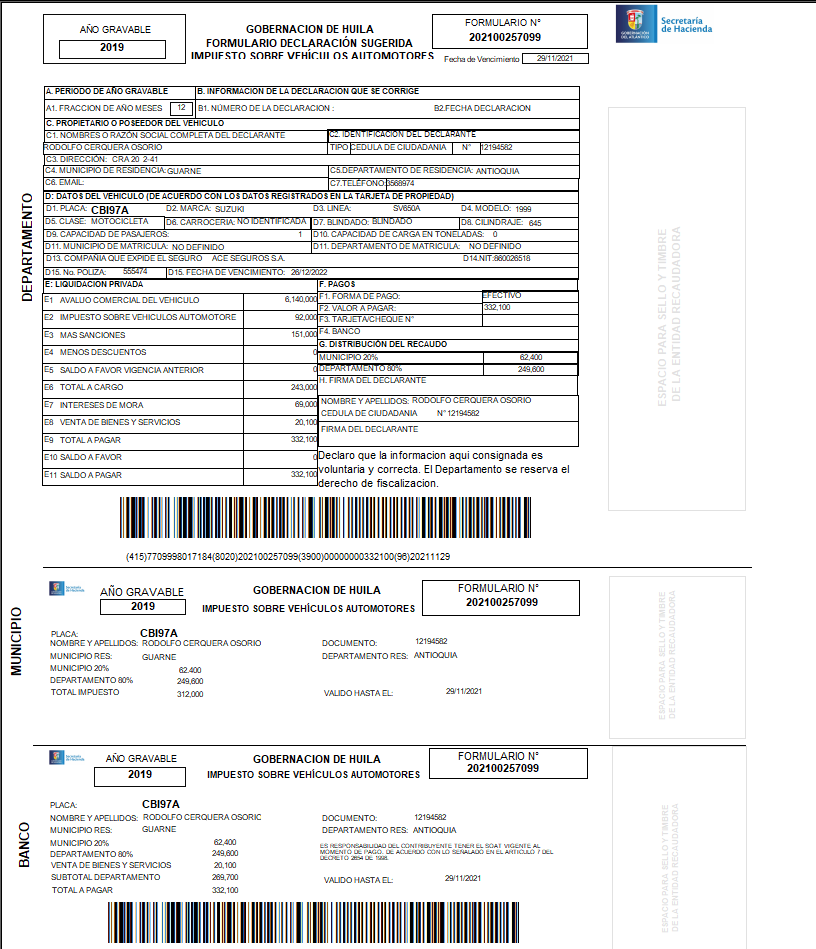 AÑO GRAVABLE
2019
GOBERNACION DE HUILA
FORMULARIO DECLARACIÓN SUGERIDA
IMPUESTO SOBRE VEHÍCULOS AUTOMOTORES
FORMULARIO N°
202100257099
Fecha de Vencimiento 29/11/2021
GOBERNACIÓN DEL ATLÁNTICO
Secretaría de Hacienda
DEPARTAMENTO
A. PERIODO DE AÑO GRAVABLE B. INFORMACION DE LA DECLARACION QUE SE CORRIGE
A1. FRACCION DE AÑO MESES 12 B1. NÚMERO DE LA DECLARACION : B2.FECHA DECLARACION
C. PROPIETARIO O POSEEDOR DEL VEHICULO
C1. NOMBRES O RAZÓN SOCIAL COMPLETA DEL DECLARANTE C2. IDENTIFICACION DEL DECLARANTE
RODOLFO CERQUERA OSORIO TIPO CEDULA DE CIUDADANIA N° 12194582
C3. DIRECCIÓN: CRA 20 2-41
C4. MUNICIPIO DE RESIDENCIA: GUARNE C5.DEPARTAMENTO DE RESIDENCIA: ANTIOQUIA
C6. EMAIL: C7.TELÉFONO: 3568974
D: DATOS DEL VEHICULO (DE ACUERDO CON LOS DATOS REGISTRADOS EN LA TARJETA DE PROPIEDAD)
D1. PLACA: CBI97A D2. MARCA: SUZUKI D3. LINEA: SV650A D4. MODELO: 1999
D5. CLASE: MOTOCICLETA D6. CARROCERIA: NO IDENTIFICADA D7. BLINDADO: BLINDADO D8. CILINDRAJE: 645
D9. CAPACIDAD DE PASAJEROS: 1 D10. CAPACIDAD DE CARGA EN TONELADAS: 0
D11. MUNICIPIO DE MATRICULA: NO DEFINIDO D11. DEPARTAMENTO DE MATRICULA: NO DEFINIDO
D13. COMPAÑIA QUE EXPIDE EL SEGURO ACE SEGUROS S.A. D14.NIT:860026518
D15. No. POLIZA: 555474 D15. FECHA DE VENCIMIENTO: 26/12/2022
E: LIQUIDACION PRIVADA
E1 AVALUO COMERCIAL DEL VEHICULO 6,140,000
E2 IMPUESTO SOBRE VEHICULOS AUTOMOTORE 92,000
E3 MAS SANCIONES 151,000
E4 MENOS DESCUENTOS 0
E5 SALDO A FAVOR VIGENCIA ANTERIOR 0
E6 TOTAL A CARGO 243,000
E7 INTERESES DE MORA 69,000
E8 VENTA DE BIENES Y SERVICIOS 20,100
E9 TOTAL A PAGAR 332,100
E10 SALDO A FAVOR 0
E11 SALDO A PAGAR 332,100
F. PAGOS
F1. FORMA DE PAGO: EFECTIVO
F2. VALOR A PAGAR: 332,100
F3. TARJETA/CHEQUE N°
F4. BANCO
G. DISTRIBUCIÓN DEL RECAUDO
MUNICIPIO 20% 62,400
DEPARTAMENTO 80% 249,600
H. FIRMA DEL DECLARANTE
NOMBRE Y APELLIDOS: RODOLFO CERQUERA OSORIO
CEDULA DE CIUDADANIA N° 12194582
FIRMA DEL DECLARANTE
Declaro que la informacion aqui consignada es
voluntaria y correcta. El Departamento se reserva el
derecho de fiscalizacion.
ESPACIO PARA SELLO Y TIMBRE
DE LA ENTIDAD RECAUDADORA
(415)7709998017184(8020)202100257099(3900)00000000332100(96)20211129
MUNICIPIO
Secretaría de Hacienda
AÑO GRAVABLE
2019
GOBERNACION DE HUILA
IMPUESTO SOBRE VEHÍCULOS AUTOMOTORES
FORMULARIO N°
202100257099
PLACA: CBI97A
NOMBRE Y APELLIDOS: RODOLFO CERQUERA OSORIO DOCUMENTO: 12194582
MUNICIPIO RES: GUARNE DEPARTAMENTO RES: ANTIOQUIA
MUNICIPIO 20% 62.400
DEPARTAMENTO 80% 249,600
TOTAL IMPUESTO 312,000 VALIDO HASTA EL: 29/11/2021
ESPACIO PARA SELLO Y TIMBRE
DE LA ENTIDAD RECAUDADORA
BANCO
Secretaría de Hacienda
AÑO GRAVABLE
2019
GOBERNACION DE HUILA
IMPUESTO SOBRE VEHÍCULOS AUTOMOTORES
FORMULARIO N°
202100257099
PLACA: CBI97A
NOMBRE Y APELLIDOS: RODOLFO CERQUERA OSORIC DOCUMENTO: 12194582
MUNICIPIO RES: GUARNE DEPARTAMENTO RES: ANTIOQUIA
MUNICIPIO 20% 62,400
DEPARTAMENTO 80% 249,600
VENTA DE BIENES Y SERVICIOS 20,100
SUBTOTAL DEPARTAMENTO 269,700
TOTAL A PAGAR 332,100
ES RESPONSABILIDAD DEL CONTRIBUYENTE TENER EL SOAT VIGENTE AL
MOMENTO DE PAGO. DE ACUERDO CON LO SEÑALADO EN EL ARTICULO 7 DEL
DECRETO 2654 DE 1998.
VALIDO HASTA EL: 29/11/2021
ESPACIO PARA SELLO Y TIMBRE
DE LA ENTIDAD RECAUDADORA